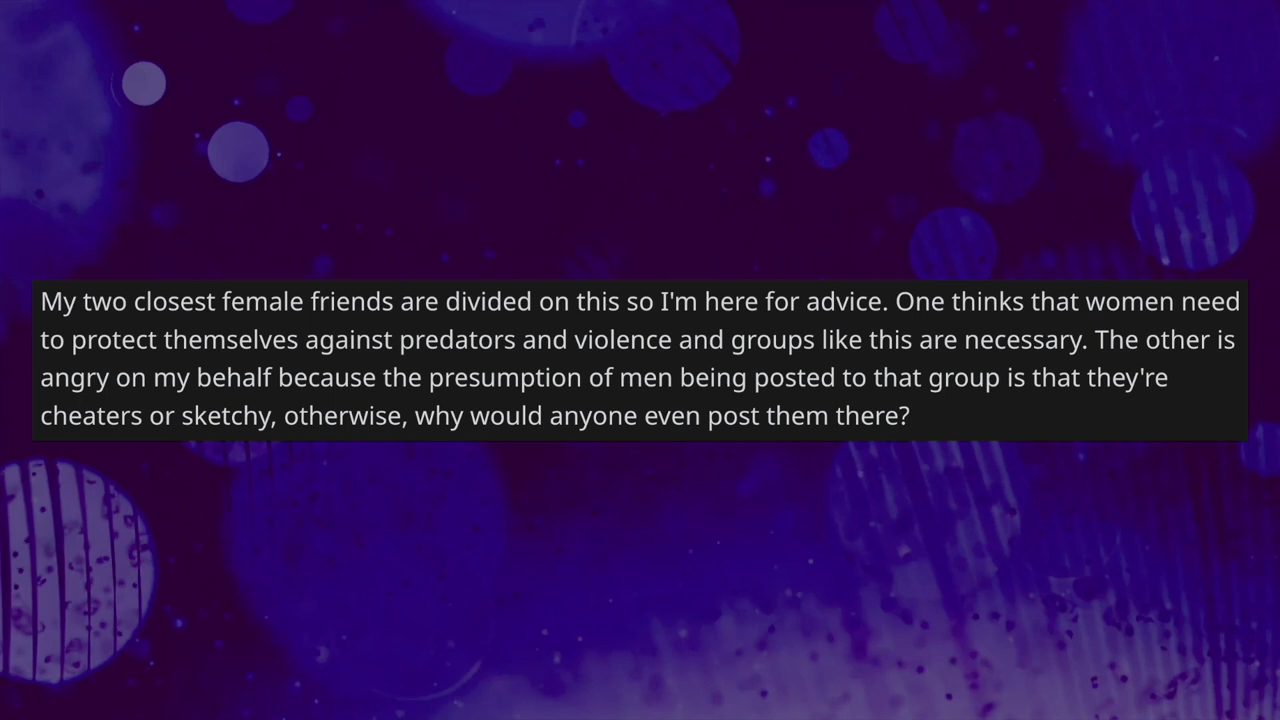 My two closest female friends are divided on this so I'm here for advice. One thinks that women need
to protect themselves against predators and violence and groups like this are necessary. The other is
angry on my behalf because the presumption of men being posted to that group is that they're
cheaters or sketchy, otherwise, why would anyone even post them there?